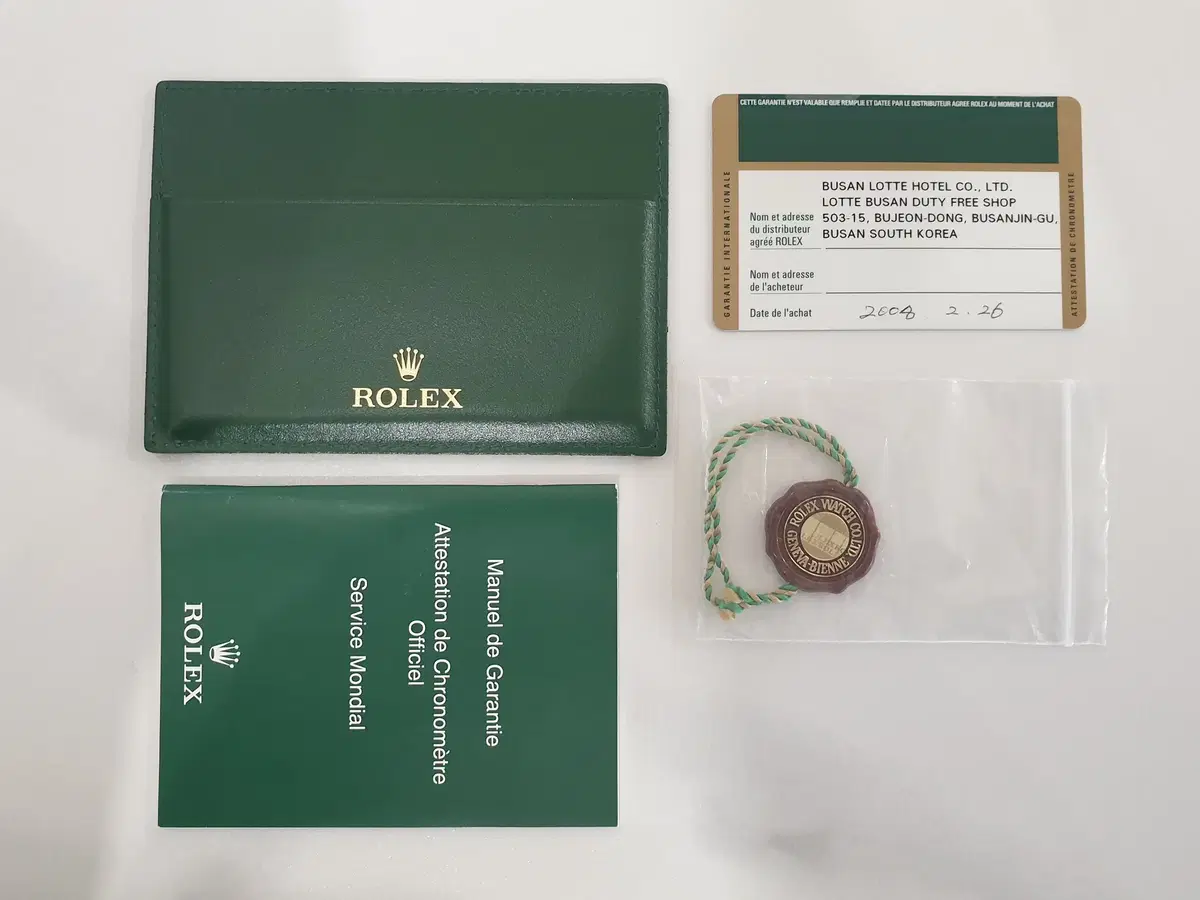 ROLEX
CETTE GARANTIE N'EST VALABLE QUE REMPLIE ET DATEE PAR LE DISTRIBUTEUR AGREE ROLEX AU MOMENT DE L'ACHAT
GARANTIE INTERNATIONALE
BUSAN LOTTE HOTEL CO., LTD.
LOTTE BUSAN DUTY FREE SHOP
503-15, BUJEON-DONG, BUSANJIN-GU,
BUSAN SOUTH KOREA
Nom et adresse
du distributeur
agréé ROLEX
Nom et adresse
de l'acheteur
Date de l'achat
2008 2. 26
ATTESTATION DE CHRONOMETRE
Manuel de Garantie
Attestation de Chronomètre
Officiel
Service Mondial
ROLEX
ROLEX WATCH CO.LTD.
GENEVA-BIENNE